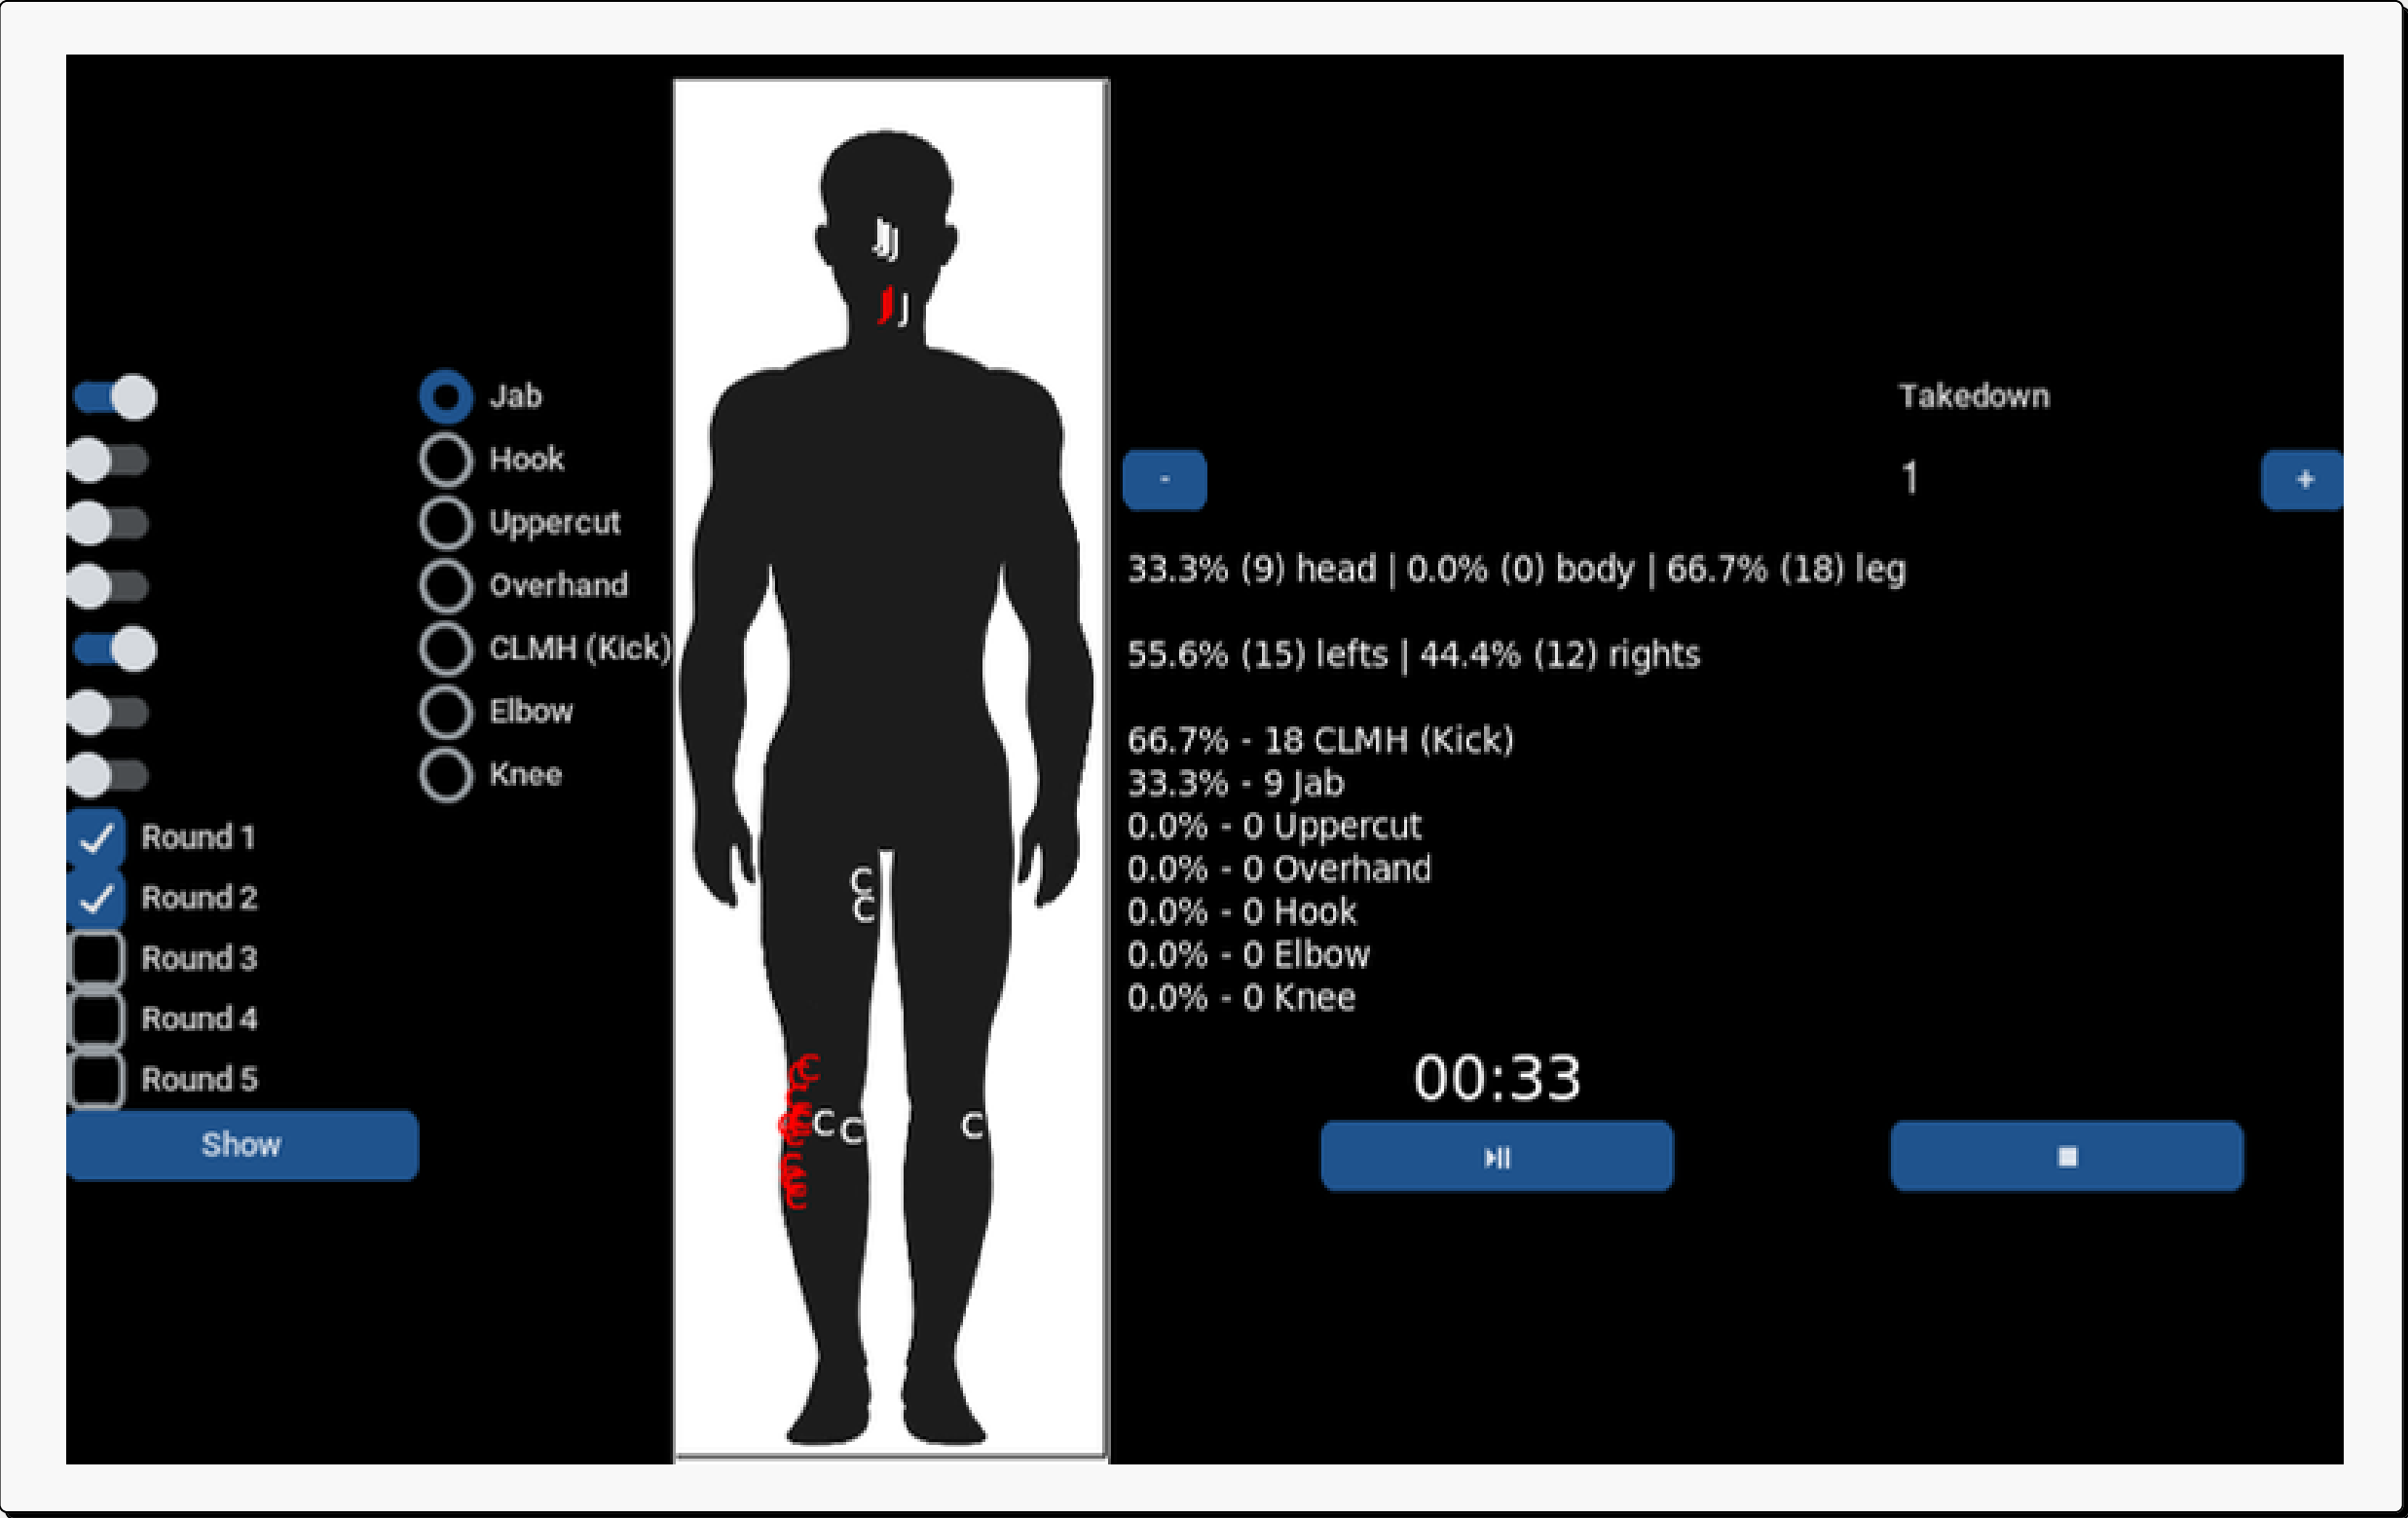 Jab
Hook
Uppercut
Overhand
CLMH (Kick)
Elbow
Knee
Round 1
Round 2
Round 3
Round 4
Round 5
Show
J J
J J
C
C
C C C
Takedown
- 1 +
33.3% (9) head | 0.0% (0) body | 66.7% (18) leg
55.6% (15) lefts | 44.4% (12) rights
66.7% - 18 CLMH (Kick)
33.3% - 9 Jab
0.0% - 0 Uppercut
0.0% - 0 Overhand
0.0% - 0 Hook
0.0% - 0 Elbow
0.0% - 0 Knee
00:33